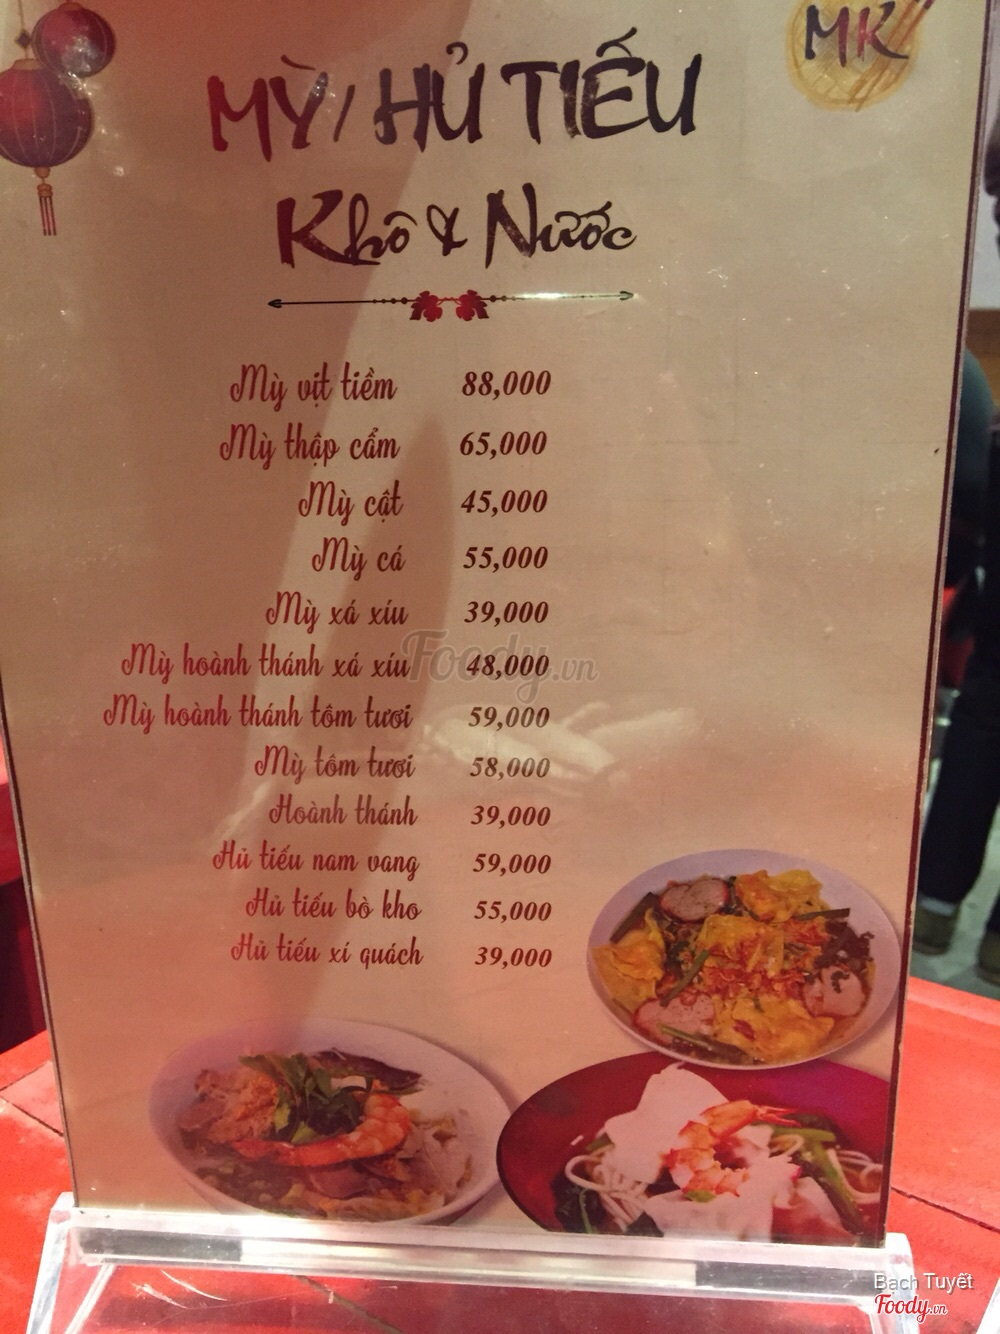 MK
MỲ/HỦ TIẾU
Khô & Nước
Mỳ vịt tiềm 88,000
Mỳ thập cẩm 65,000
Mỳ cật 45,000
Mỳ cá 55,000
Mỳ xá xíu 39,000
Mỳ hoành thánh xá xíu 48,000
Mỳ hoành thánh tôm tươi 59,000
Mỳ tôm tươi 58,000
Hoành thánh 39,000
Hủ tiếu nam vang 59,000
Hủ tiếu bò kho 55,000
Hủ tiếu xí quách 39,000
Foody.vn
Bạch Tuyết
Foody.vn